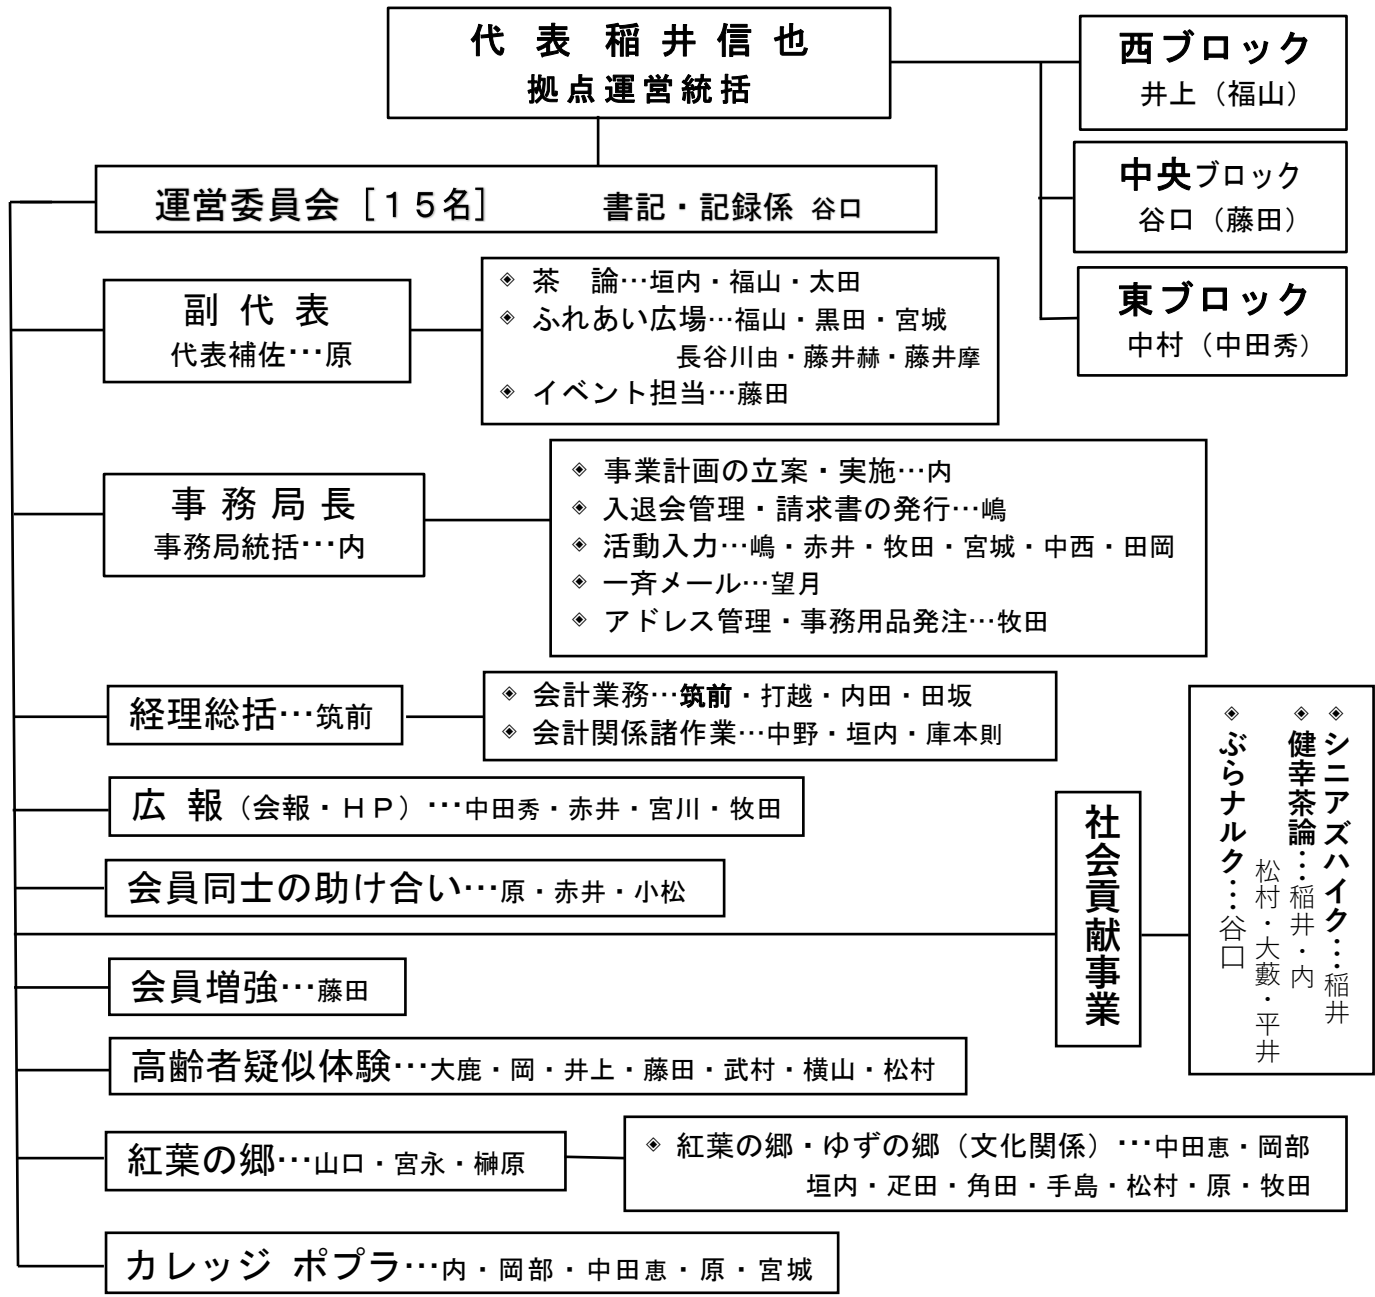 代 表 稲 井 信 也
拠点運営統括
西ブロック
井上（福山）
中央ブロック
谷口（藤田）
東ブロック
中村（中田秀）
運営委員会［１５名］ 書記・記録係 谷口
副 代 表
代表補佐…原
◈ 茶 論…垣内・福山・太田
◈ ふれあい広場…福山・黒田・宮城
長谷川由・藤井赫・藤井摩
◈ イベント担当…藤田
事 務 局 長
事務局統括…内
◈ 事業計画の立案・実施…内
◈ 入退会管理・請求書の発行…嶋
◈ 活動入力…嶋・赤井・牧田・宮城・中西・田岡
◈ 一斉メール…望月
◈ アドレス管理・事務用品発注…牧田
経理総括…筑前
◈ 会計業務…筑前・打越・内田・田坂
◈ 会計関係諸作業…中野・垣内・庫本則
広 報（会報・ＨＰ）…中田秀・赤井・宮川・牧田
会員同士の助け合い…原・赤井・小松
社会貢献事業
◈ シニアズハイク…稲井
◈ 健幸茶論…稲井・内
松村・大藪・平井
◈ ぶらナルク…谷口
会員増強…藤田
高齢者疑似体験…大鹿・岡・井上・藤田・武村・横山・松村
紅葉の郷…山口・宮永・榊原
◈ 紅葉の郷・ゆずの郷（文化関係）…中田恵・岡部
垣内・疋田・角田・手島・松村・原・牧田
カレッジ ポプラ…内・岡部・中田恵・原・宮城